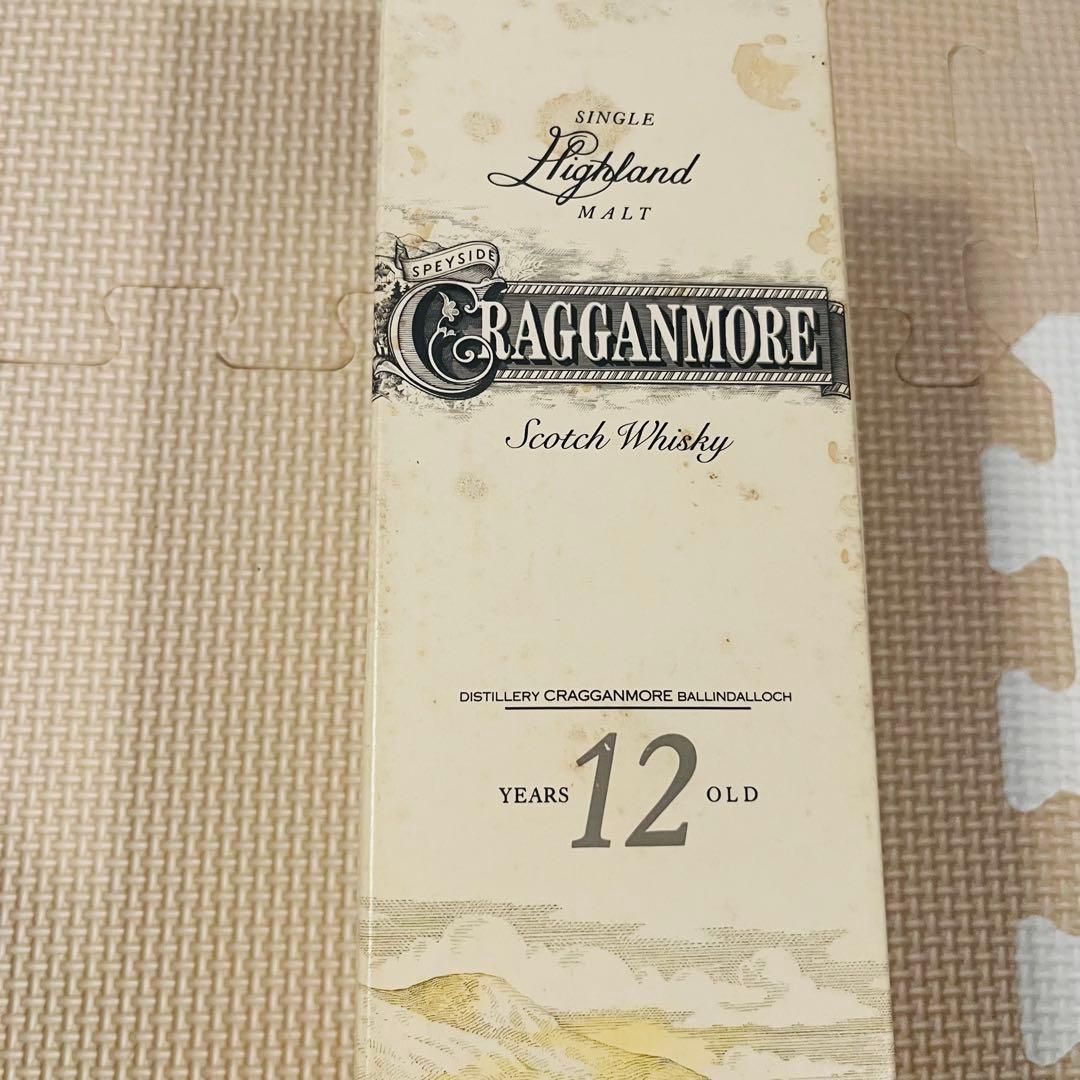 SINGLE
Highland
MALT
SPEYSIDE
CRAGGANMORE
Scotch Whisky
DISTILLERY CRAGGANMORE BALLINDALLOCH
YEARS 12 OLD